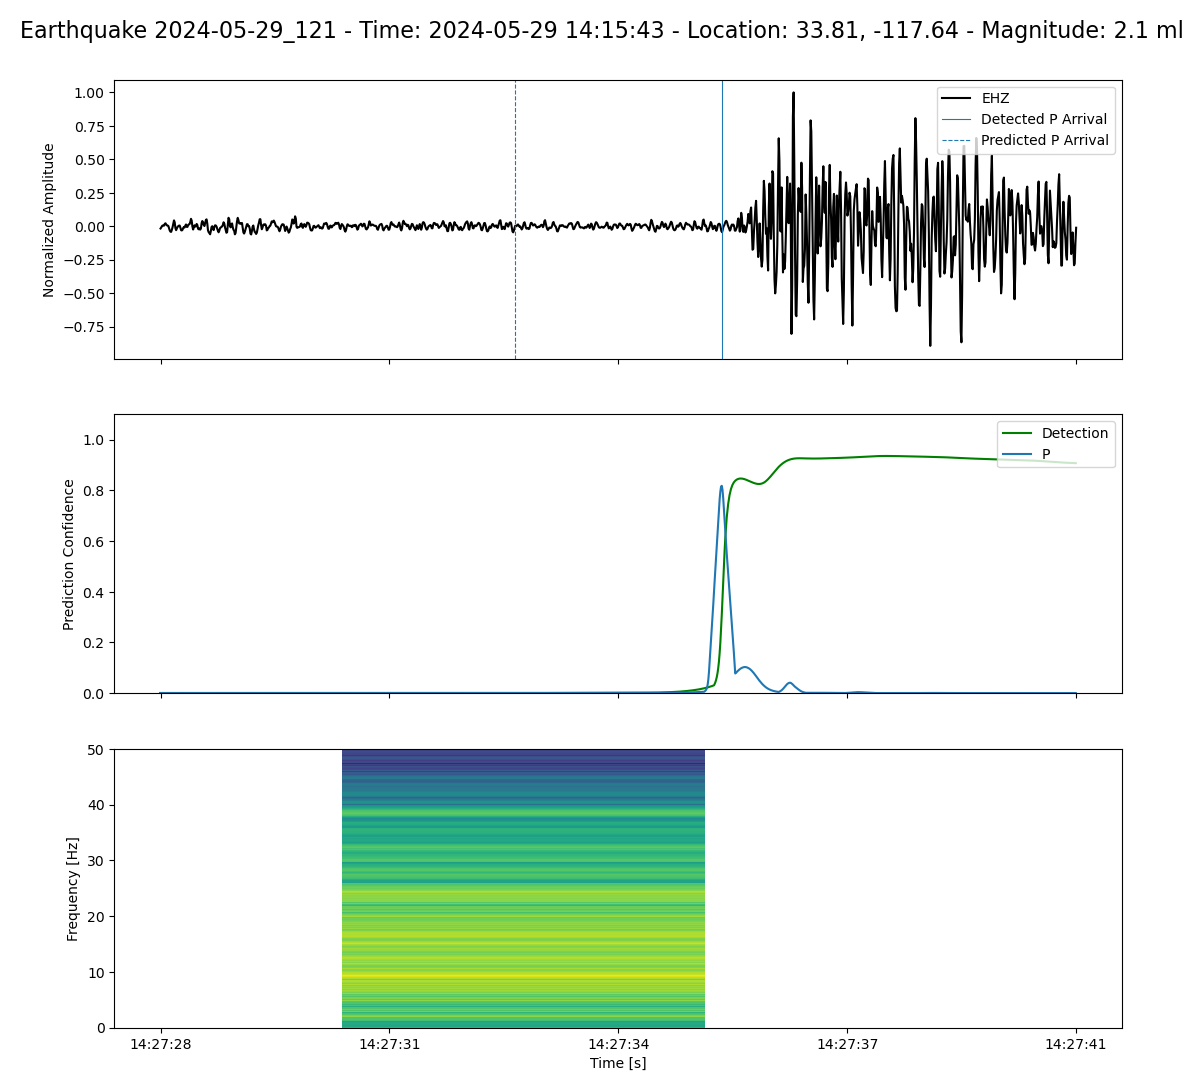 Earthquake 2024-05-29_121 - Time: 2024-05-29 14:15:43 - Location: 33.81, -117.64 - Magnitude: 2.1 ml
1.00
0.75
0.50
0.25
0.00
−0.25
−0.50
−0.75
Normalized Amplitude
EHZ
Detected P Arrival
Predicted P Arrival
1.0
0.8
0.6
0.4
0.2
0.0
Prediction Confidence
Detection
P
50
40
30
20
10
0
Frequency [Hz]
14:27:28
14:27:31
14:27:34
14:27:37
14:27:41
Time [s]